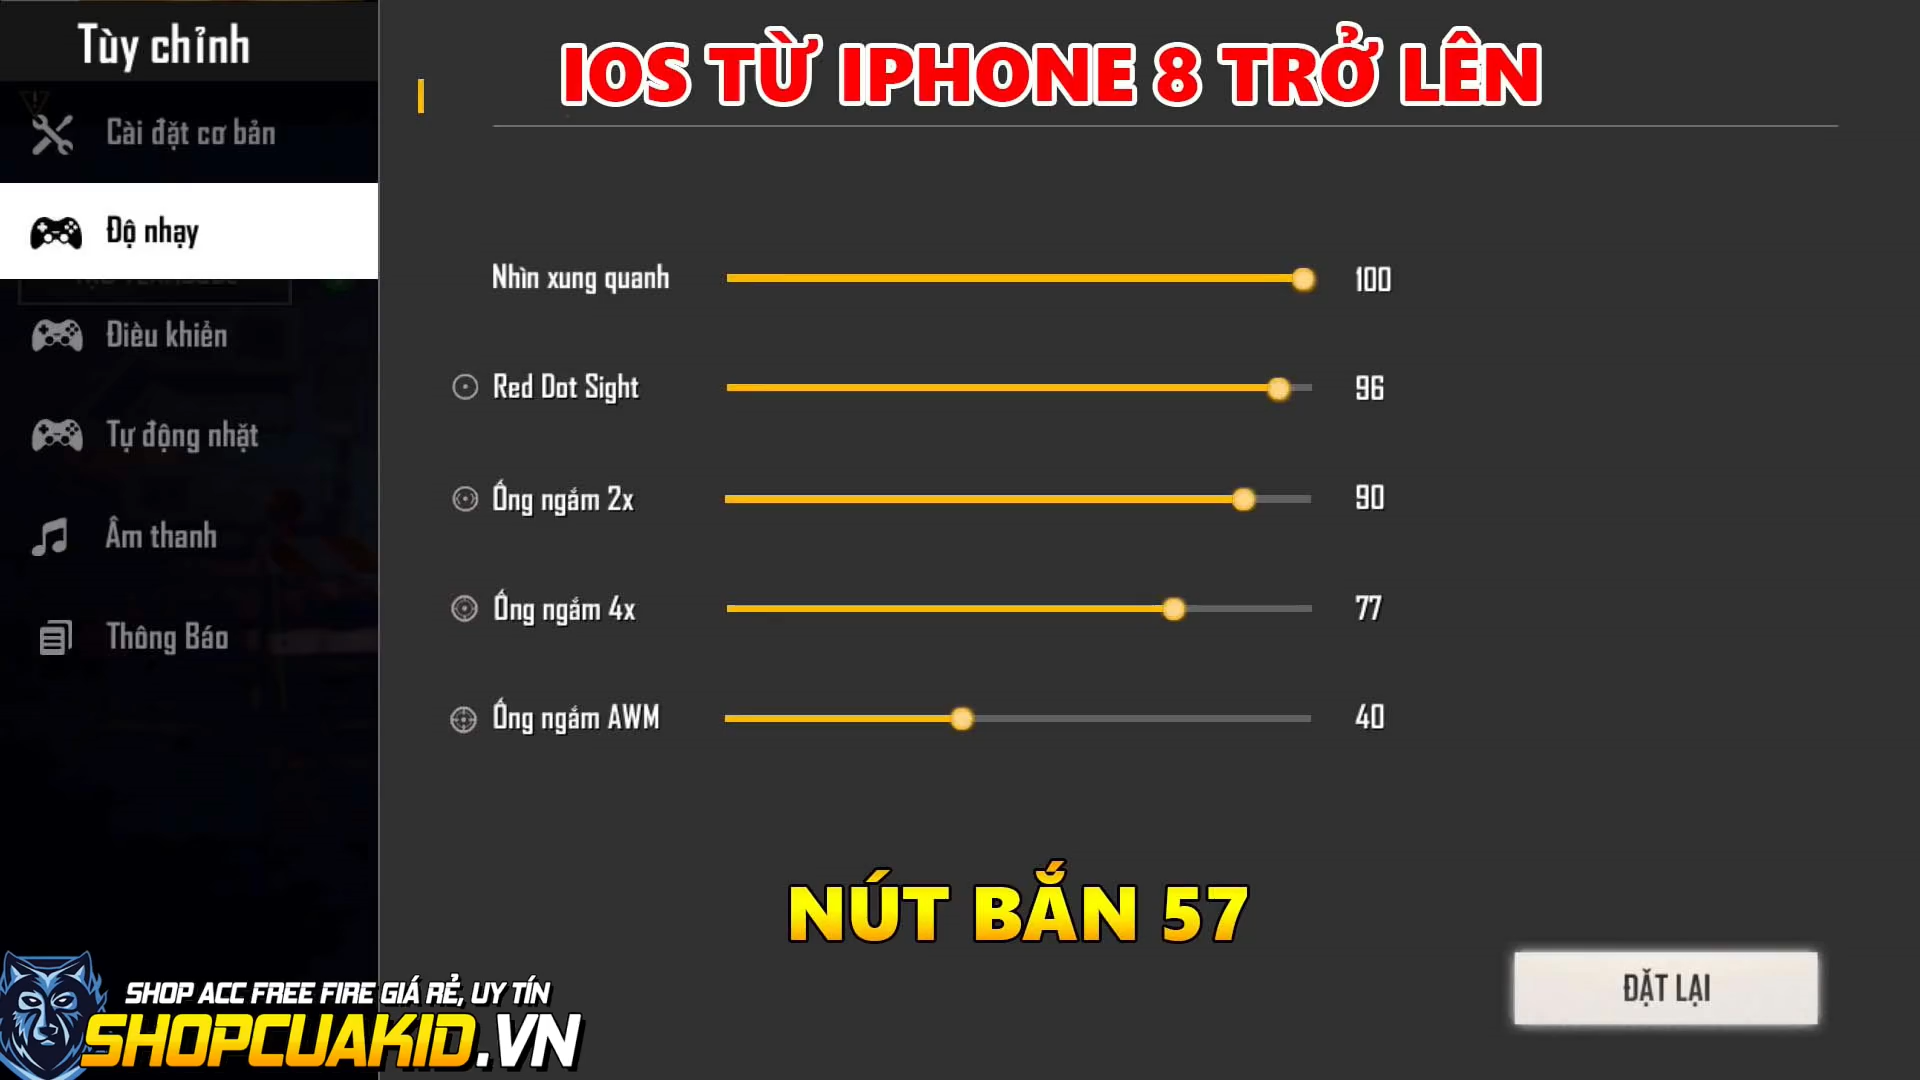 Tùy chỉnh
IOS TỪ IPHONE 8 TRỞ LÊN
Cài đặt cơ bản
Độ nhạy
Điều khiển
Tự động nhặt
Âm thanh
Thông Báo
Nhìn xung quanh 100
Red Dot Sight 96
Ống ngắm 2x 90
Ống ngắm 4x 77
Ống ngắm AWM 40
NÚT BẮN 57
ĐẶT LẠI
SHOP ACC FREE FIRE GIÁ RẺ, UY TÍN
SHOPCUAKID.VN